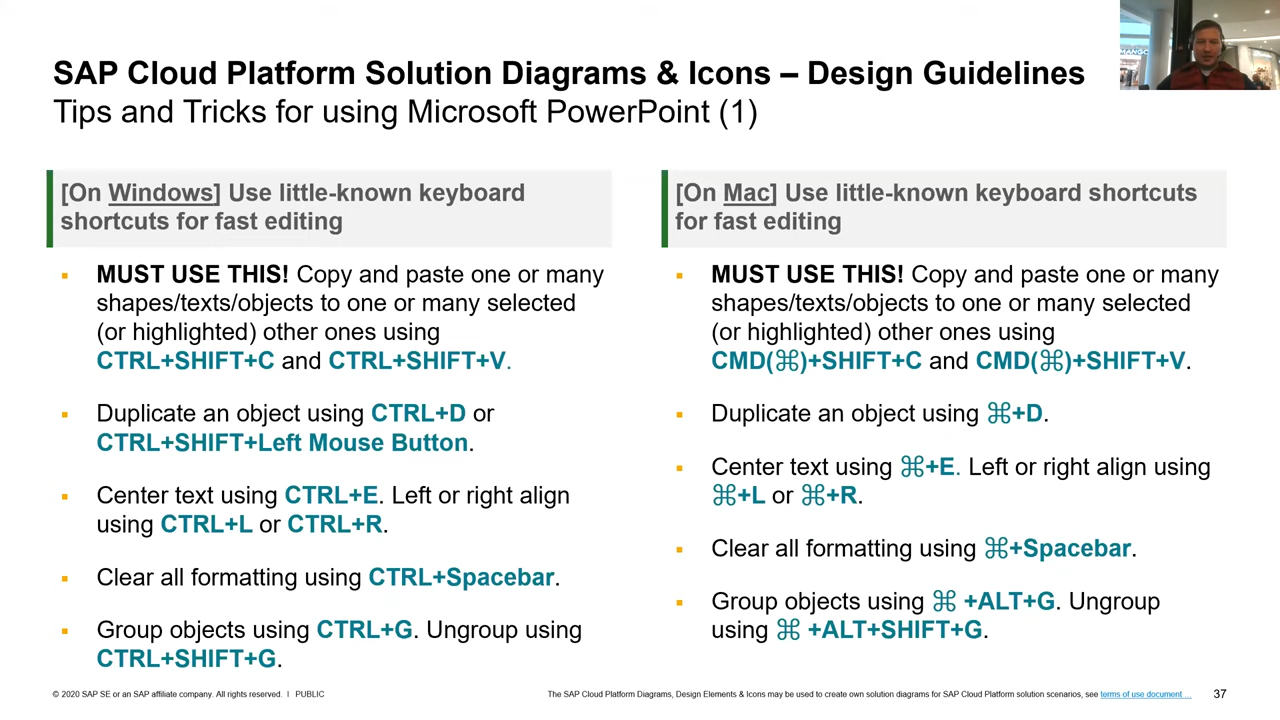 SAP Cloud Platform Solution Diagrams & Icons – Design Guidelines
Tips and Tricks for using Microsoft PowerPoint (1)
MANGO
[On Windows] Use little-known keyboard
shortcuts for fast editing
▪ MUST USE THIS! Copy and paste one or many
shapes/texts/objects to one or many selected
(or highlighted) other ones using
CTRL+SHIFT+C and CTRL+SHIFT+V.
▪ Duplicate an object using CTRL+D or
CTRL+SHIFT+Left Mouse Button.
▪ Center text using CTRL+E. Left or right align
using CTRL+L or CTRL+R.
▪ Clear all formatting using CTRL+Spacebar.
▪ Group objects using CTRL+G. Ungroup using
CTRL+SHIFT+G.
[On Mac] Use little-known keyboard shortcuts
for fast editing
▪ MUST USE THIS! Copy and paste one or many
shapes/texts/objects to one or many selected
(or highlighted) other ones using
CMD(⌘)+SHIFT+C and CMD(⌘)+SHIFT+V.
▪ Duplicate an object using ⌘+D.
▪ Center text using ⌘+E. Left or right align using
⌘+L or ⌘+R.
▪ Clear all formatting using ⌘+Spacebar.
▪ Group objects using ⌘ +ALT+G. Ungroup
using ⌘ +ALT+SHIFT+G.
© 2020 SAP SE or an SAP affiliate company. All rights reserved. I PUBLIC
The SAP Cloud Platform Diagrams, Design Elements & Icons may be used to create own solution diagrams for SAP Cloud Platform solution scenarios, see terms of use document ...
37